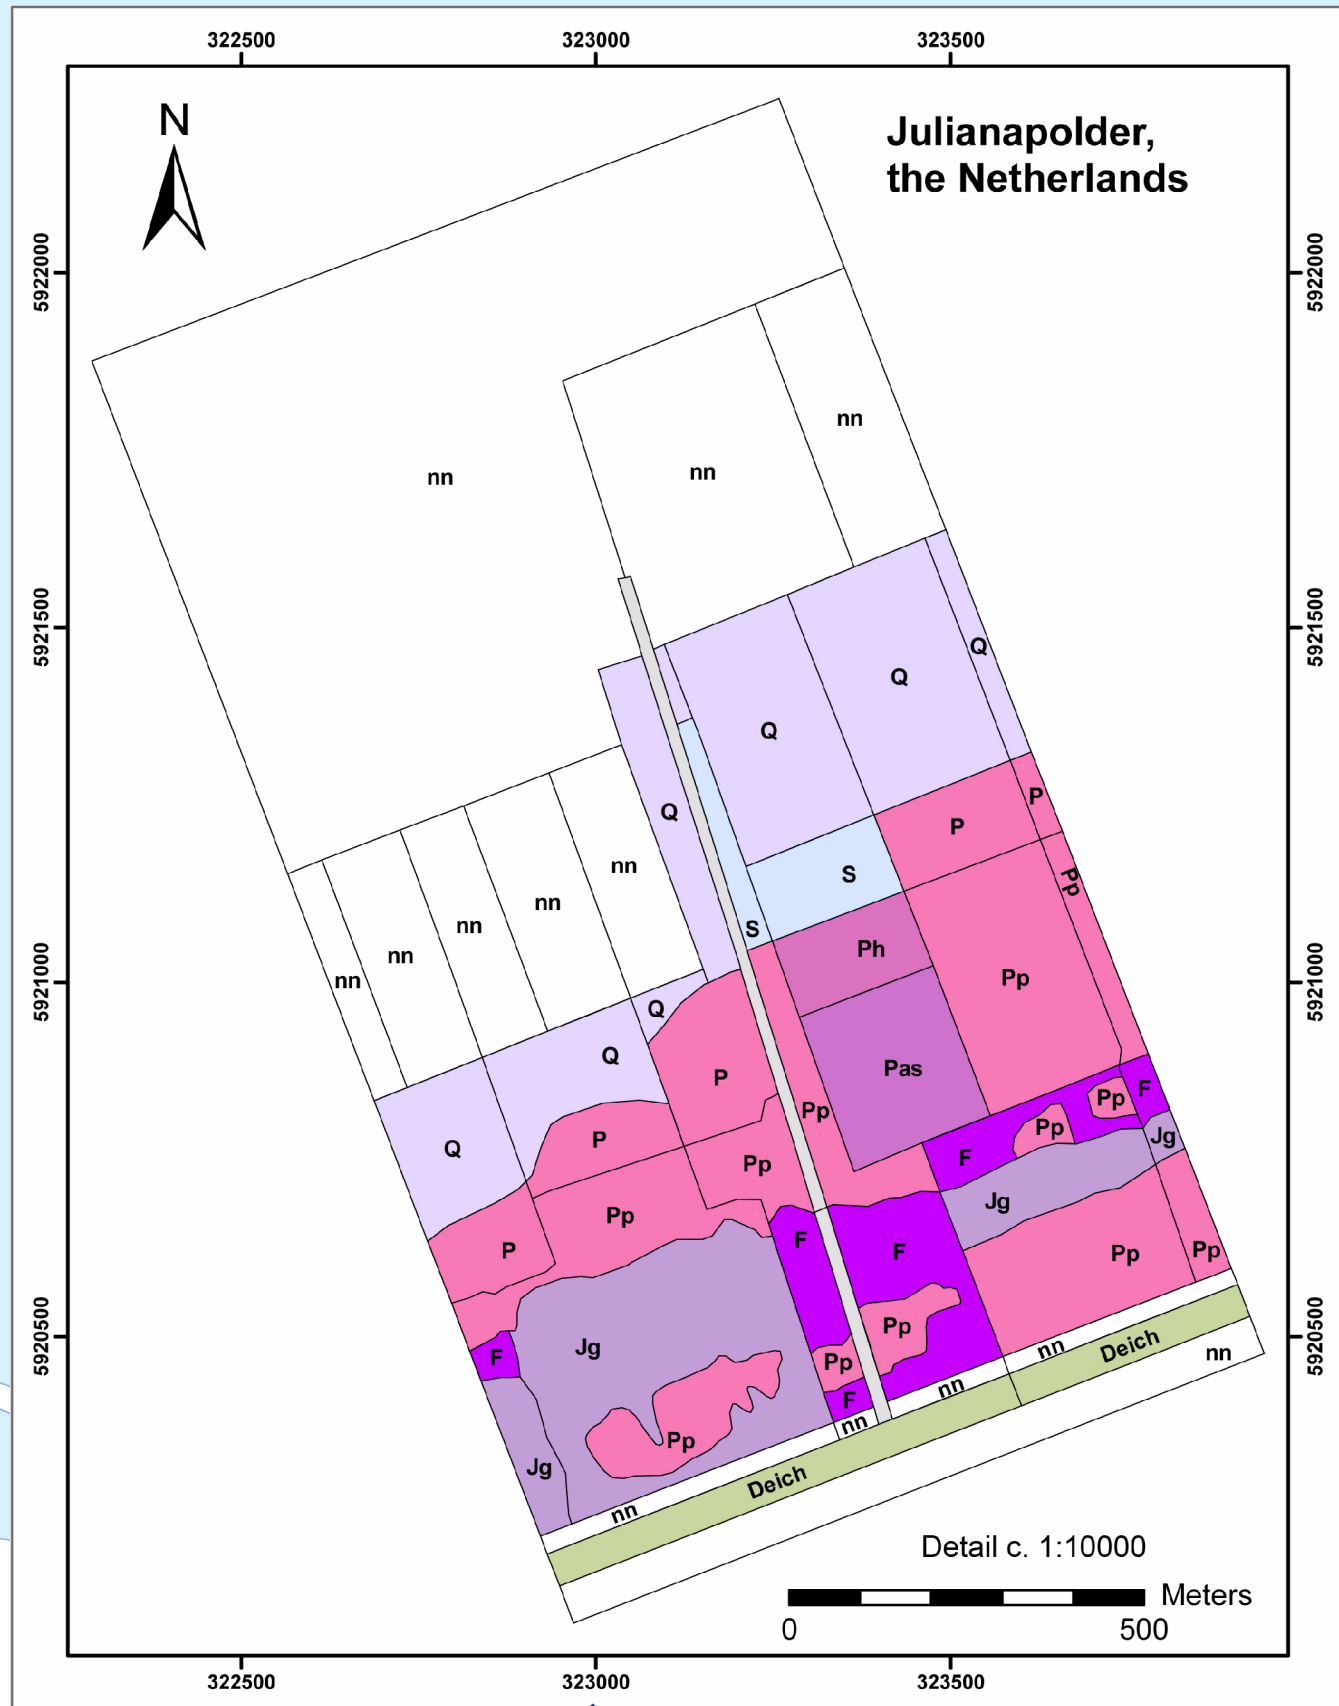 322500
323000
323500
N
Julianapolder,
the Netherlands
5922000
5922000
nn
nn
nn
5921500
5921500
Q
Q
Q
Q
P
P
nn
S
Pp
nn
nn
nn
S
Ph
nn
Pp
5921000
5921000
Q
Q
Pas
P
F
Pp
Pp
Pp
P
Jg
Q
F
Pp
Jg
Pp
F
P
F
Pp
Pp
Pp
5920500
5920500
Jg
nn
Deich
nn
F
Pp
nn
F
nn
Pp
Jg
Deich
nn
Detail c. 1:10000
Meters
0
500
322500
323000
323500